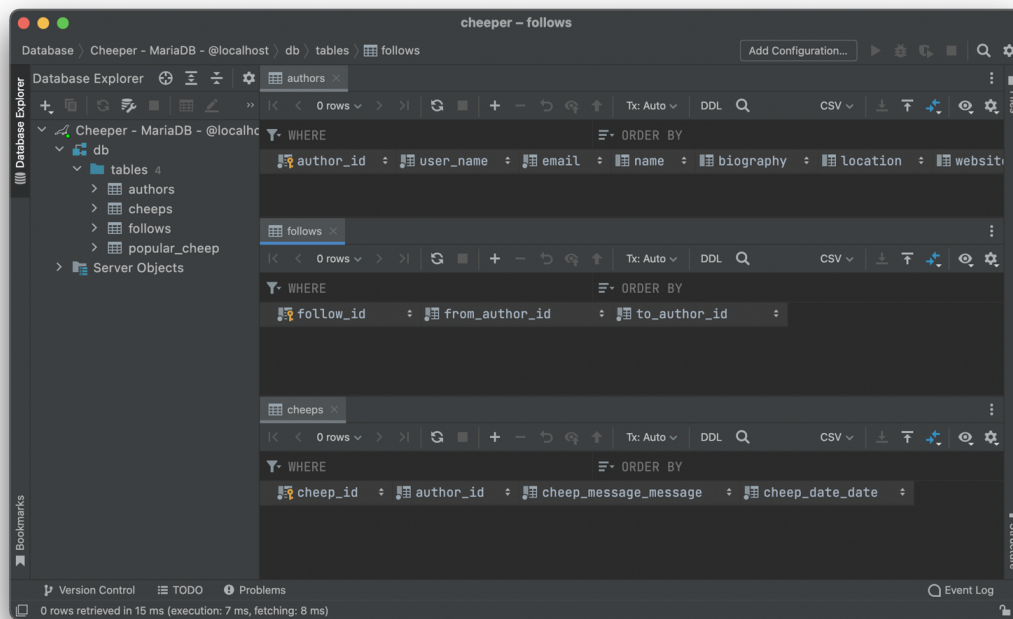 cheeper – follows
Database Cheeper - MariaDB - @localhost db tables follows
Add Configuration...
Database Explorer
Database Explorer
Cheeper - MariaDB - @localhc
db
tables 4
authors
cheeps
follows
popular_cheep
Server Objects
authors
0 rows Tx: Auto DDL CSV
WHERE ORDER BY
author_id user_name email name biography location website
follows
0 rows Tx: Auto DDL CSV
WHERE ORDER BY
follow_id from_author_id to_author_id
cheeps
0 rows Tx: Auto DDL CSV
WHERE ORDER BY
cheep_id author_id cheep_message_message cheep_date_date
Bookmarks
Version Control TODO Problems Event Log
0 rows retrieved in 15 ms (execution: 7 ms, fetching: 8 ms)